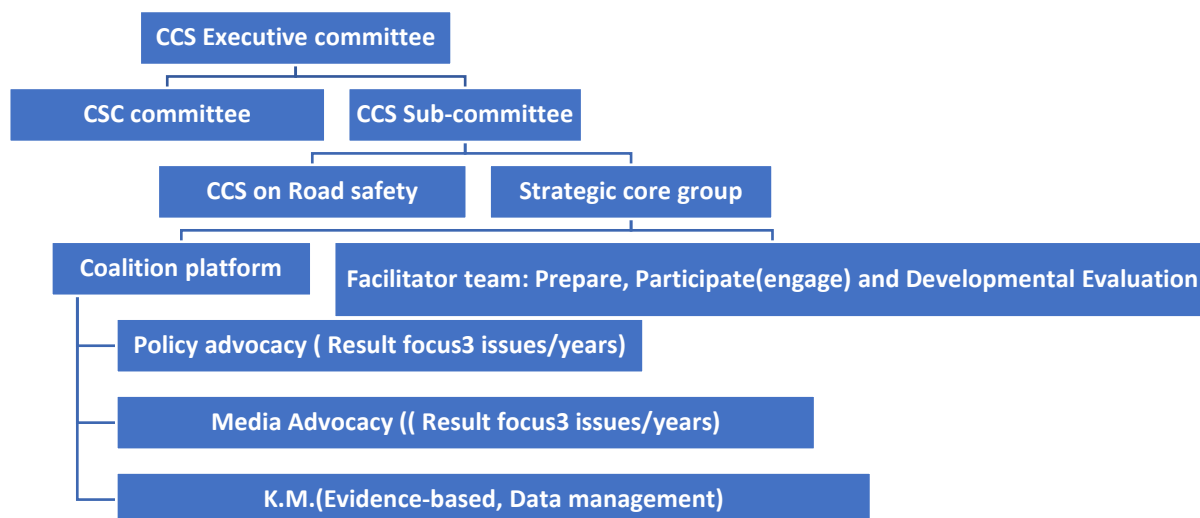 CCS Executive committee
CSC committee
CCS Sub-committee
CCS on Road safety
Strategic core group
Coalition platform
Facilitator team: Prepare, Participate(engage) and Developmental Evaluation
Policy advocacy ( Result focus3 issues/years)
Media Advocacy (( Result focus3 issues/years)
K.M.(Evidence-based, Data management)